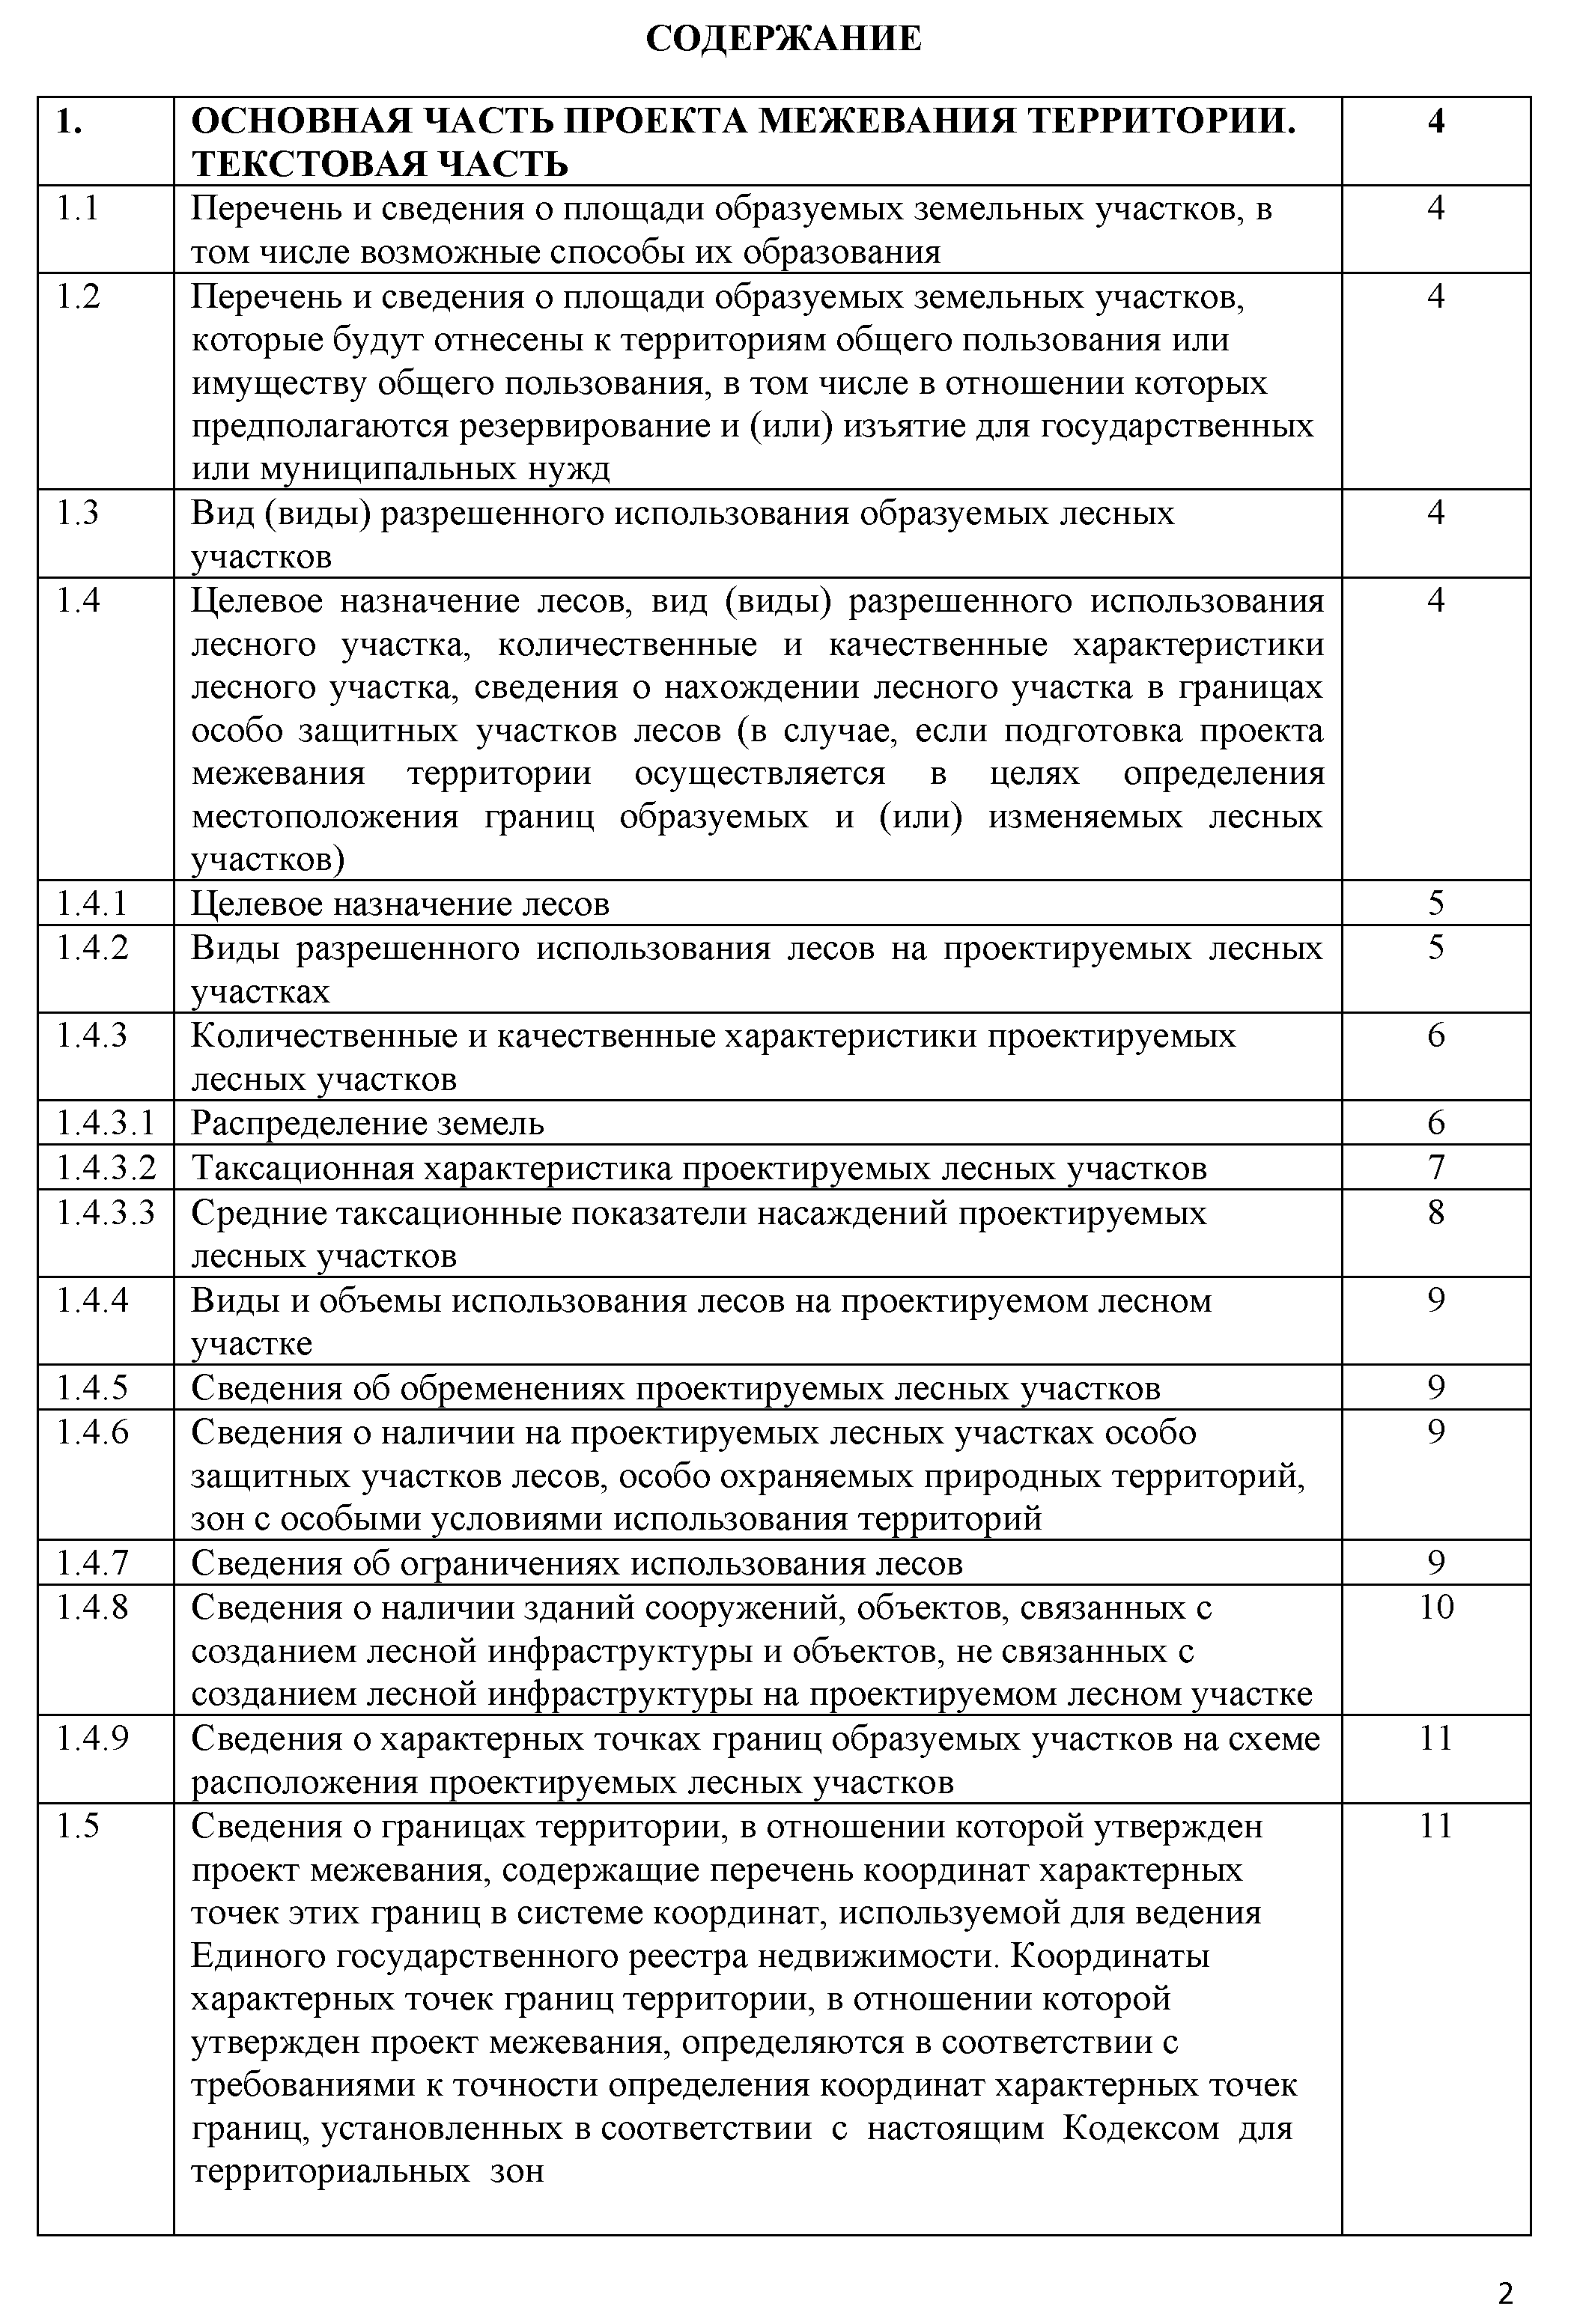 СОДЕРЖАНИЕ
1. ОСНОВНАЯ ЧАСТЬ ПРОЕКТА МЕЖЕВАНИЯ ТЕРРИТОРИИ. 4
ТЕКСТОВАЯ ЧАСТЬ
1.1 Перечень и сведения о площади образуемых земельных участков, в 4
том числе возможные способы их образования
1.2 Перечень и сведения о площади образуемых земельных участков, 4
которые будут отнесены к территориям общего пользования или
имуществу общего пользования, в том числе в отношении которых
предполагаются резервирование и (или) изъятие для государственных
или муниципальных нужд
1.3 Вид (виды) разрешенного использования образуемых лесных 4
участков
1.4 Целевое назначение лесов, вид (виды) разрешенного использования 4
лесного участка, количественные и качественные характеристики
лесного участка, сведения о нахождении лесного участка в границах
особо защитных участков лесов (в случае, если подготовка проекта
межевания территории осуществляется в целях определения
местоположения границ образуемых и (или) изменяемых лесных
участков)
1.4.1 Целевое назначение лесов 5
1.4.2 Виды разрешенного использования лесов на проектируемых лесных 5
участках
1.4.3 Количественные и качественные характеристики проектируемых 6
лесных участков
1.4.3.1 Распределение земель 6
1.4.3.2 Таксационная характеристика проектируемых лесных участков 7
1.4.3.3 Средние таксационные показатели насаждений проектируемых 8
лесных участков
1.4.4 Виды и объемы использования лесов на проектируемом лесном 9
участке
1.4.5 Сведения об обременениях проектируемых лесных участков 9
1.4.6 Сведения о наличии на проектируемых лесных участках особо 9
защитных участков лесов, особо охраняемых природных территорий,
зон с особыми условиями использования территорий
1.4.7 Сведения об ограничениях использования лесов 9
1.4.8 Сведения о наличии зданий сооружений, объектов, связанных с 10
созданием лесной инфраструктуры и объектов, не связанных с
созданием лесной инфраструктуры на проектируемом лесном участке
1.4.9 Сведения о характерных точках границ образуемых участков на схеме 11
расположения проектируемых лесных участков
1.5 Сведения о границах территории, в отношении которой утвержден 11
проект межевания, содержащие перечень координат характерных
точек этих границ в системе координат, используемой для ведения
Единого государственного реестра недвижимости. Координаты
характерных точек границ территории, в отношении которой
утвержден проект межевания, определяются в соответствии с
требованиями к точности определения координат характерных точек
границ, установленных в соответствии с настоящим Кодексом для
территориальных зон
2